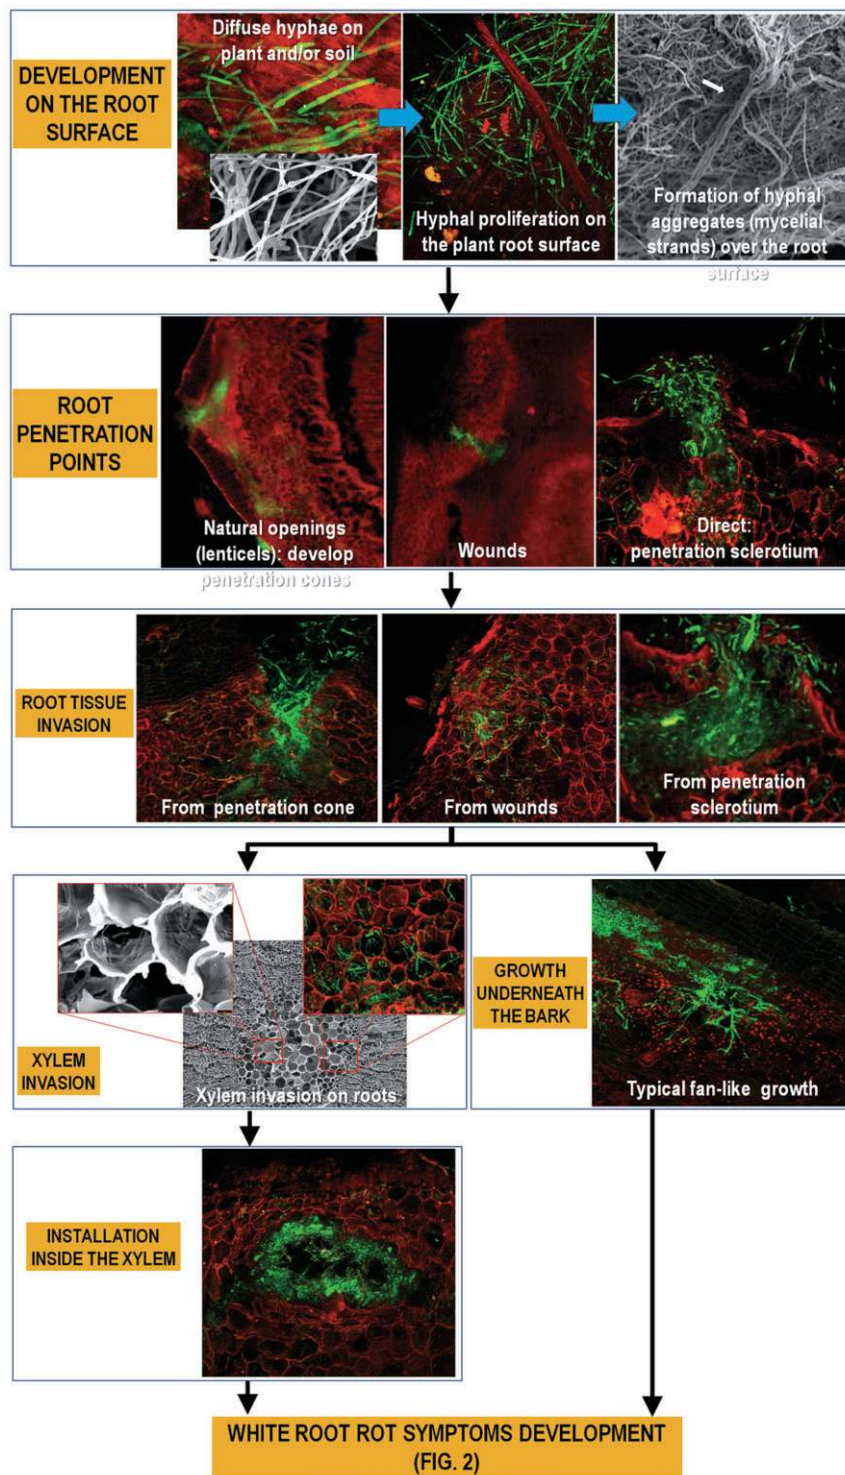 DEVELOPMENT
ON THE ROOT
SURFACE
Diffuse hyphae on
plant and/or soil
Hyphal proliferation on
the plant root surface
Formation of hyphal
aggregates (mycelial
strands) over the root
surface
ROOT
PENETRATION
POINTS
Natural openings
(lenticels): develop
penetration cones
Wounds
Direct:
penetration sclerotium
ROOT TISSUE
INVASION
From penetration cone
From wounds
From penetration
sclerotium
XYLEM
INVASION
Xylem invasion on roots
GROWTH
UNDERNEATH
THE BARK
Typical fan-like growth
INSTALLATION
INSIDE THE XYLEM
WHITE ROOT ROT SYMPTOMS DEVELOPMENT
(FIG. 2)